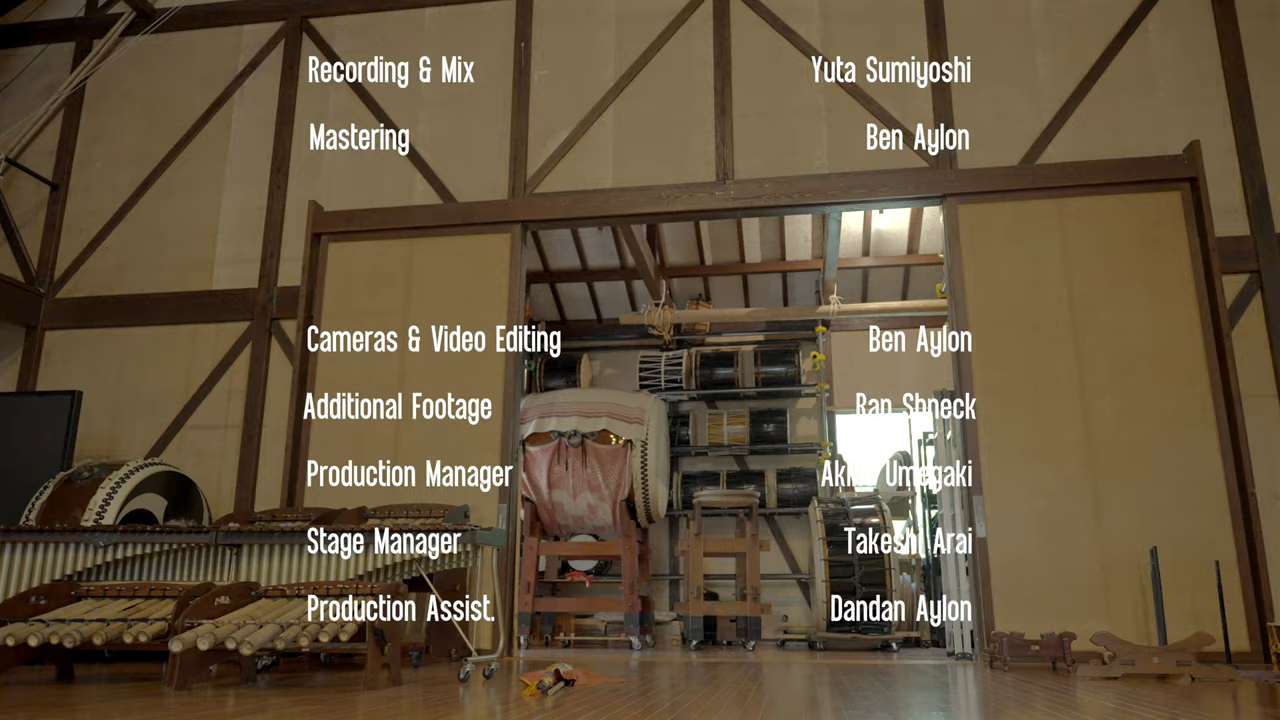 Recording & Mix Yuta Sumiyoshi
Mastering Ben Aylon
Cameras & Video Editing Ben Aylon
Additional Footage Ran Shneck
Production Manager Umegaki
Stage Manager Takeshi Arai
Production Assist. Dandan Aylon